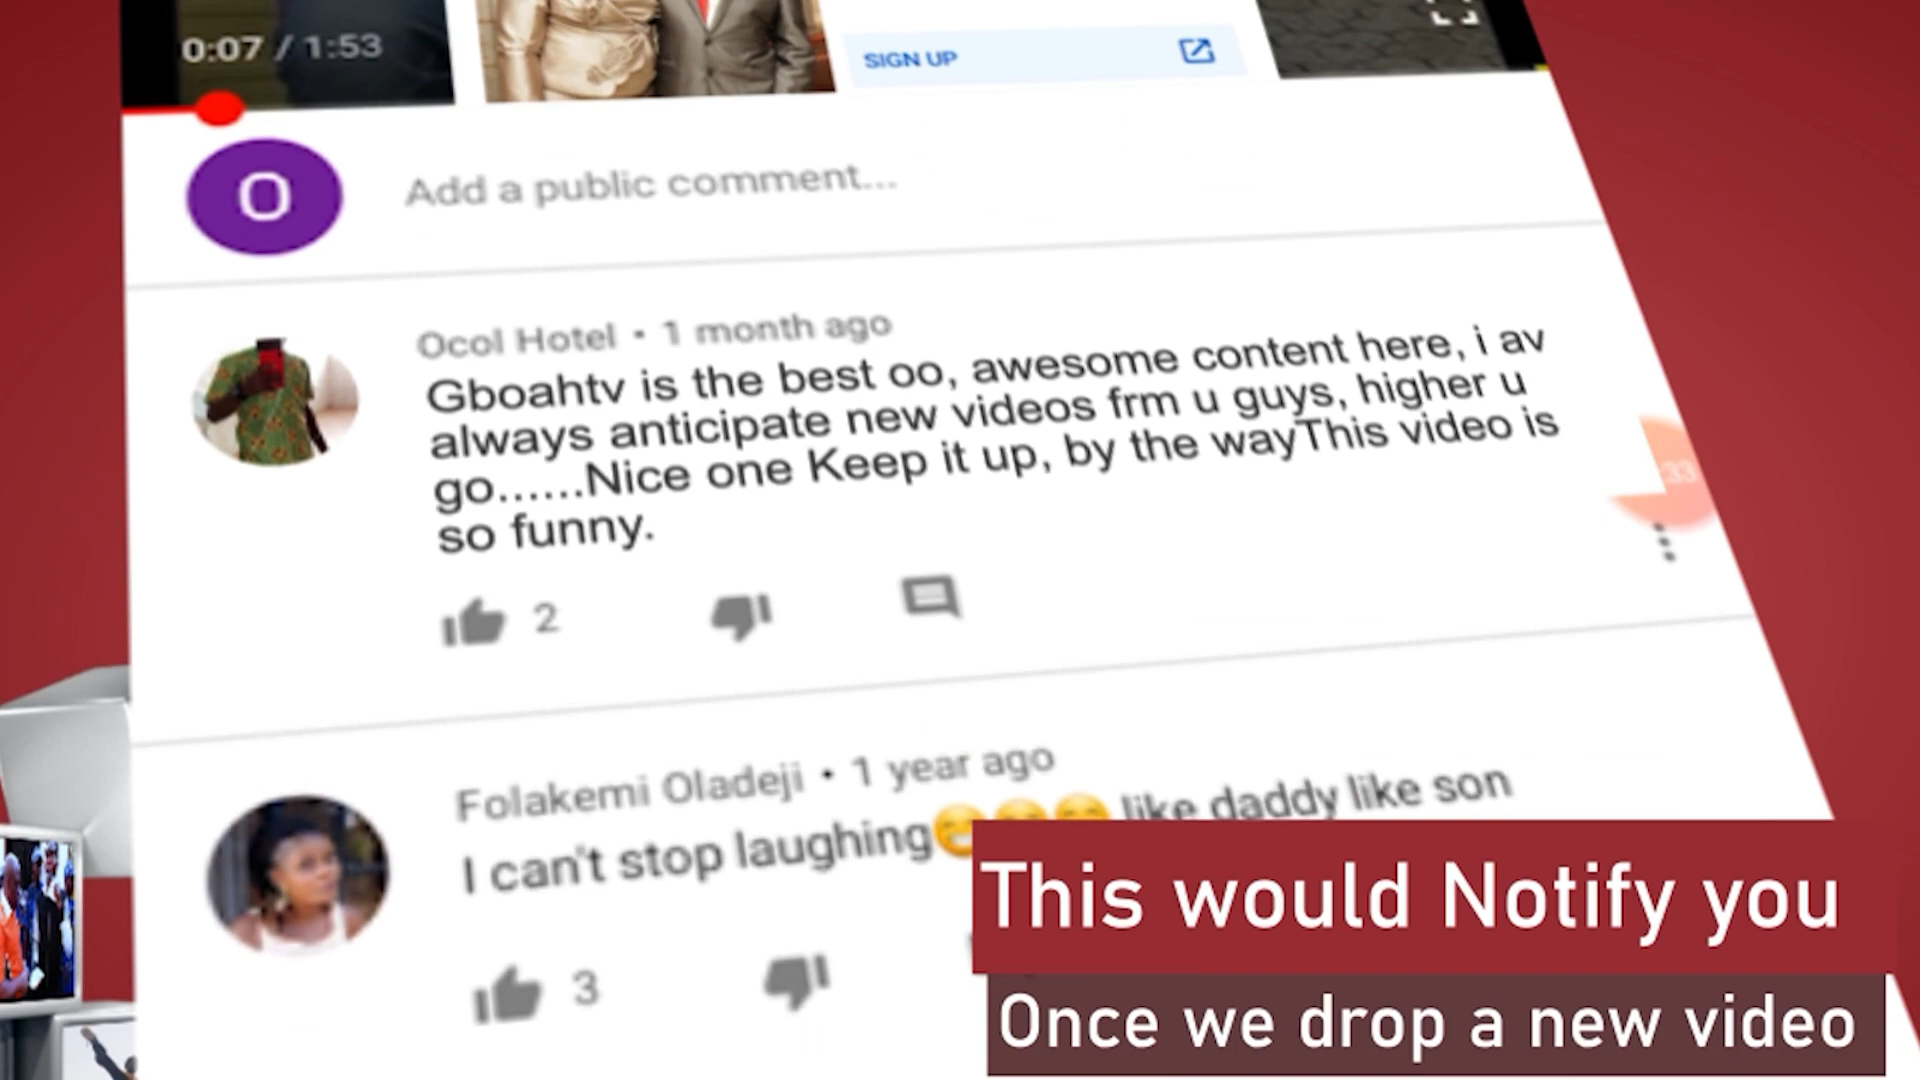 0:07 / 1:53
SIGN UP
O
Add a public comment...
Ocol Hotel • 1 month ago
Gboahtv is the best oo, awesome content here, i av
always anticipate new videos frm u guys, higher u
go......Nice one Keep it up, by the wayThis video is
so funny.
33
2
Folakemi Oladeji • 1 year ago
I can't stop laughing😁😁😁 like daddy like son
3
This would Notify you
Once we drop a new video